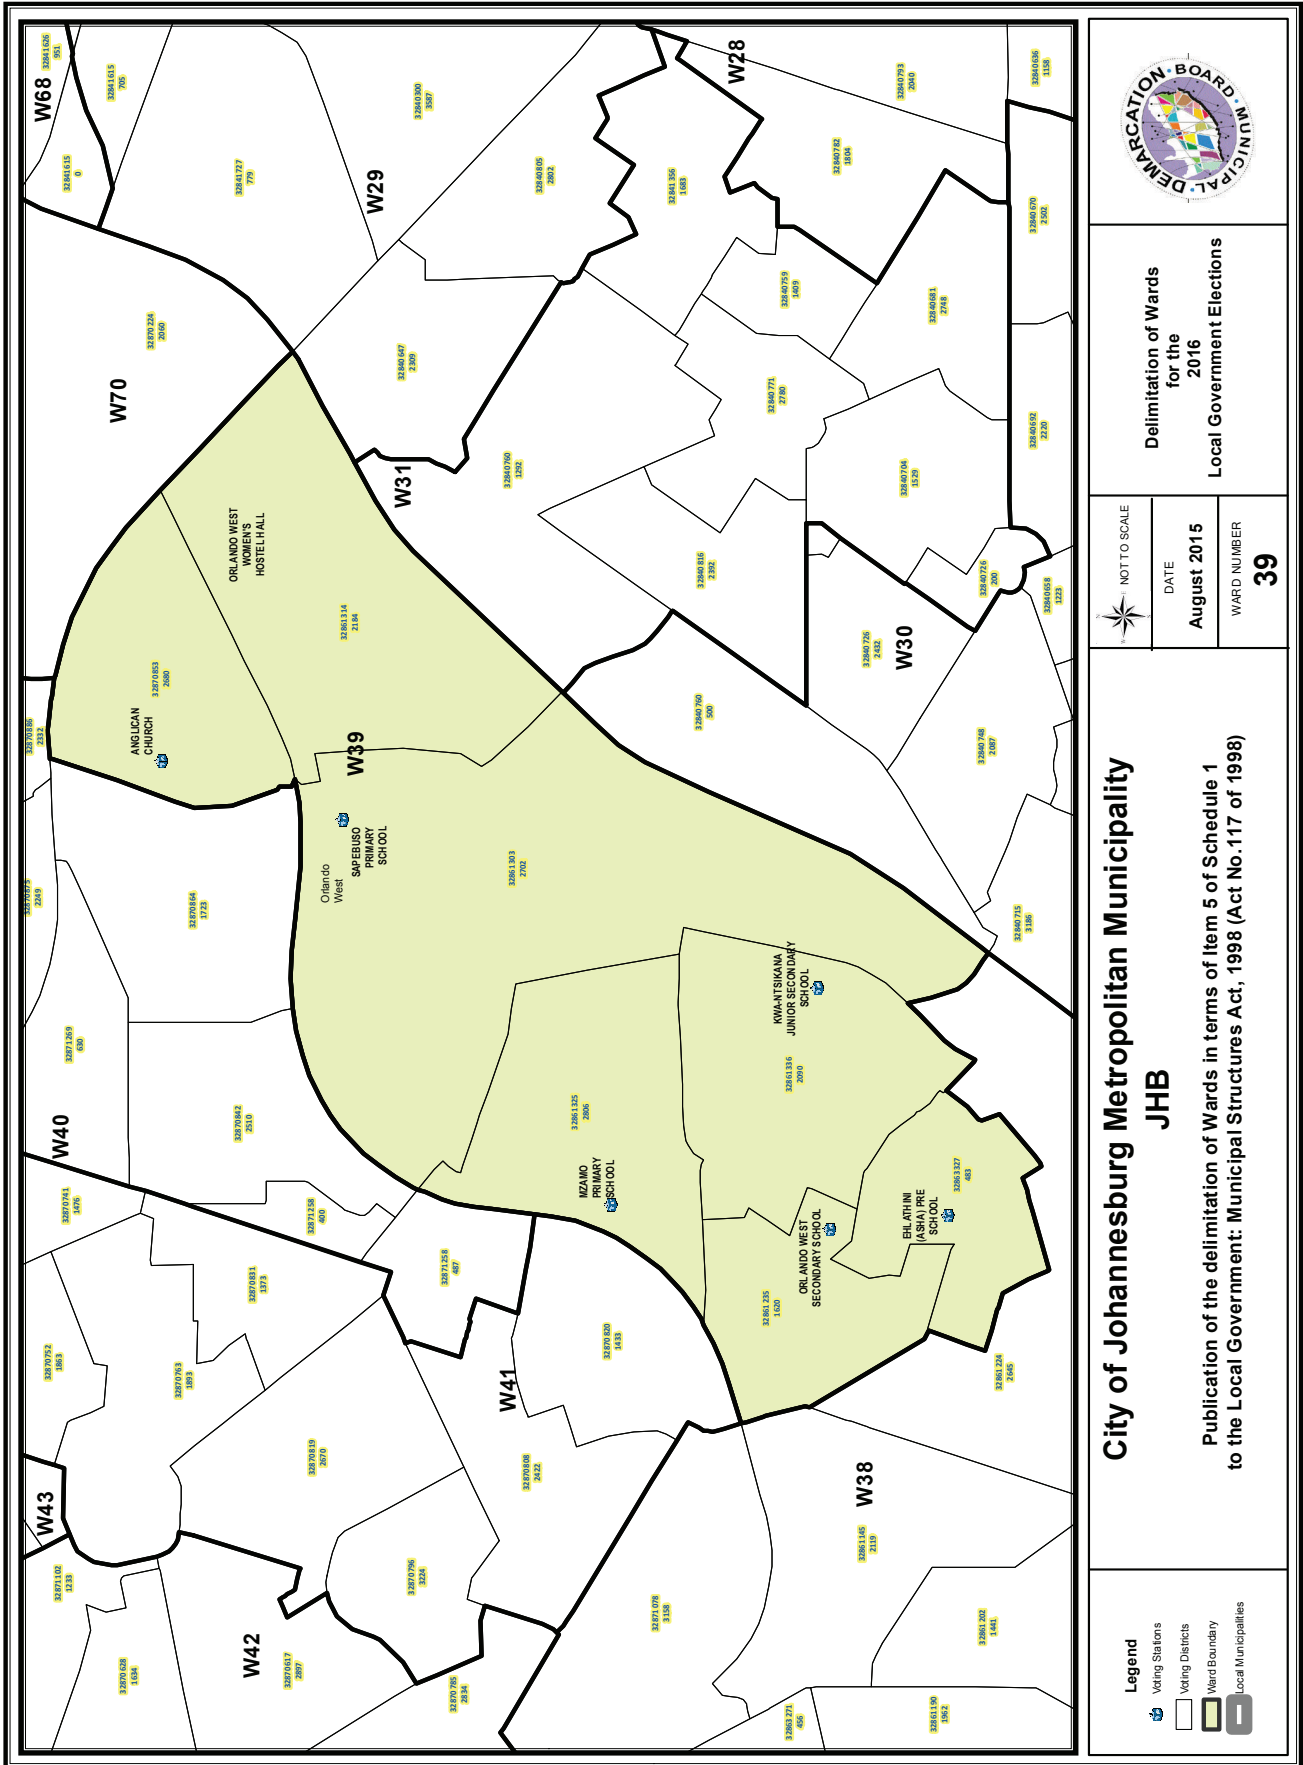 City of Johannesburg Metropolitan Municipality
JHB
Publication of the delimitation of Wards in terms of Item 5 of Schedule 1
to the Local Government: Municipal Structures Act, 1998 (Act No.117 of 1998)
Legend
Voting Stations
Voting Districts
Ward Boundary
Local Municipalities
NOT TO SCALE
DATE
August 2015
WARD NUMBER
39
Delimitation of Wards
for the
2016
Local Government Elections
MUNICIPAL · DEMARCATION · BOARD
W43
W40
W70
W68
W42
W41
W39
W31
W29
W28
W38
W30
ANGLICAN
CHURCH
ORLANDO WEST
WOMEN'S
HOSTEL HALL
Orlando
West
SAPEBUSO
PRIMARY
SCHOOL
MZAMO
PRIMARY
SCHOOL
KWA-NTSIKANA
JUNIOR SECONDARY
SCHOOL
ORLANDO WEST
SECONDARY SCHOOL
EHLATHINI
(ASHA) PRE
SCHOOL
32871102
1233
32870752
1863
32870741
1476
32871269
630
32870875
2249
32870886
2332
32841615
0
32841626
951
32841615
705
32870628
1634
32870763
1893
32870864
1723
32870853
2680
32870224
2060
32870617
2897
32870831
1373
32870842
2510
32841727
779
32870819
2670
32871258
400
32861314
2184
32870796
3224
32871258
487
32840647
2309
32840300
3587
32870785
2834
32870808
2422
32861303
2702
32840760
1292
32840805
2802
32870820
1433
32861325
2806
32871078
3158
32840760
500
32840816
2392
32841356
1683
32861235
1620
32861336
2090
32840771
2780
32840759
1409
32863271
456
32861145
2119
32840726
2432
32840782
1804
32861190
1962
32863327
483
32840704
1529
32840681
2748
32840793
2040
32861202
1441
32861224
2645
32840715
3186
32840748
2087
32840726
200
32840658
1223
32840692
2220
32840670
2502
32840636
1158